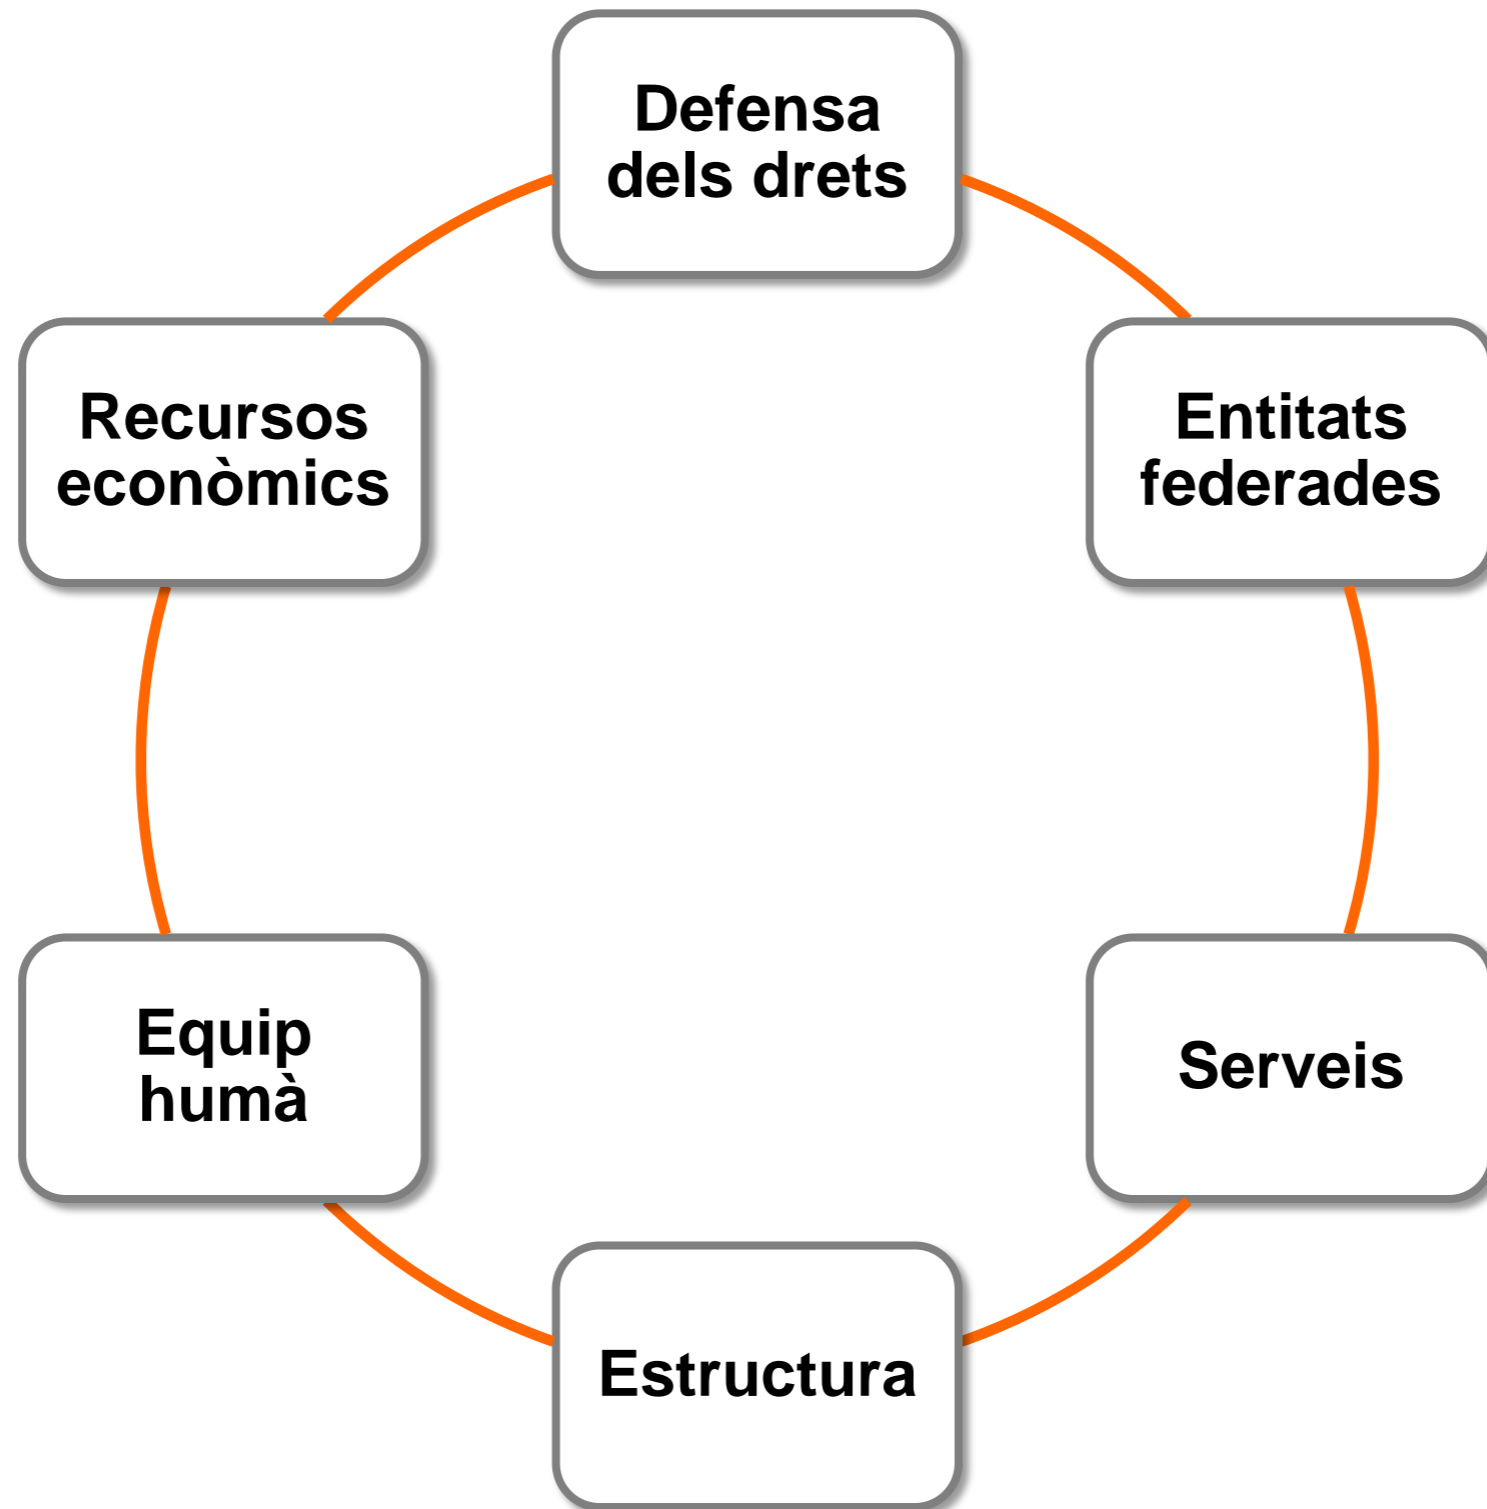 Defensa
dels drets
Recursos
econòmics
Entitats
federades
Equip
humà
Serveis
Estructura